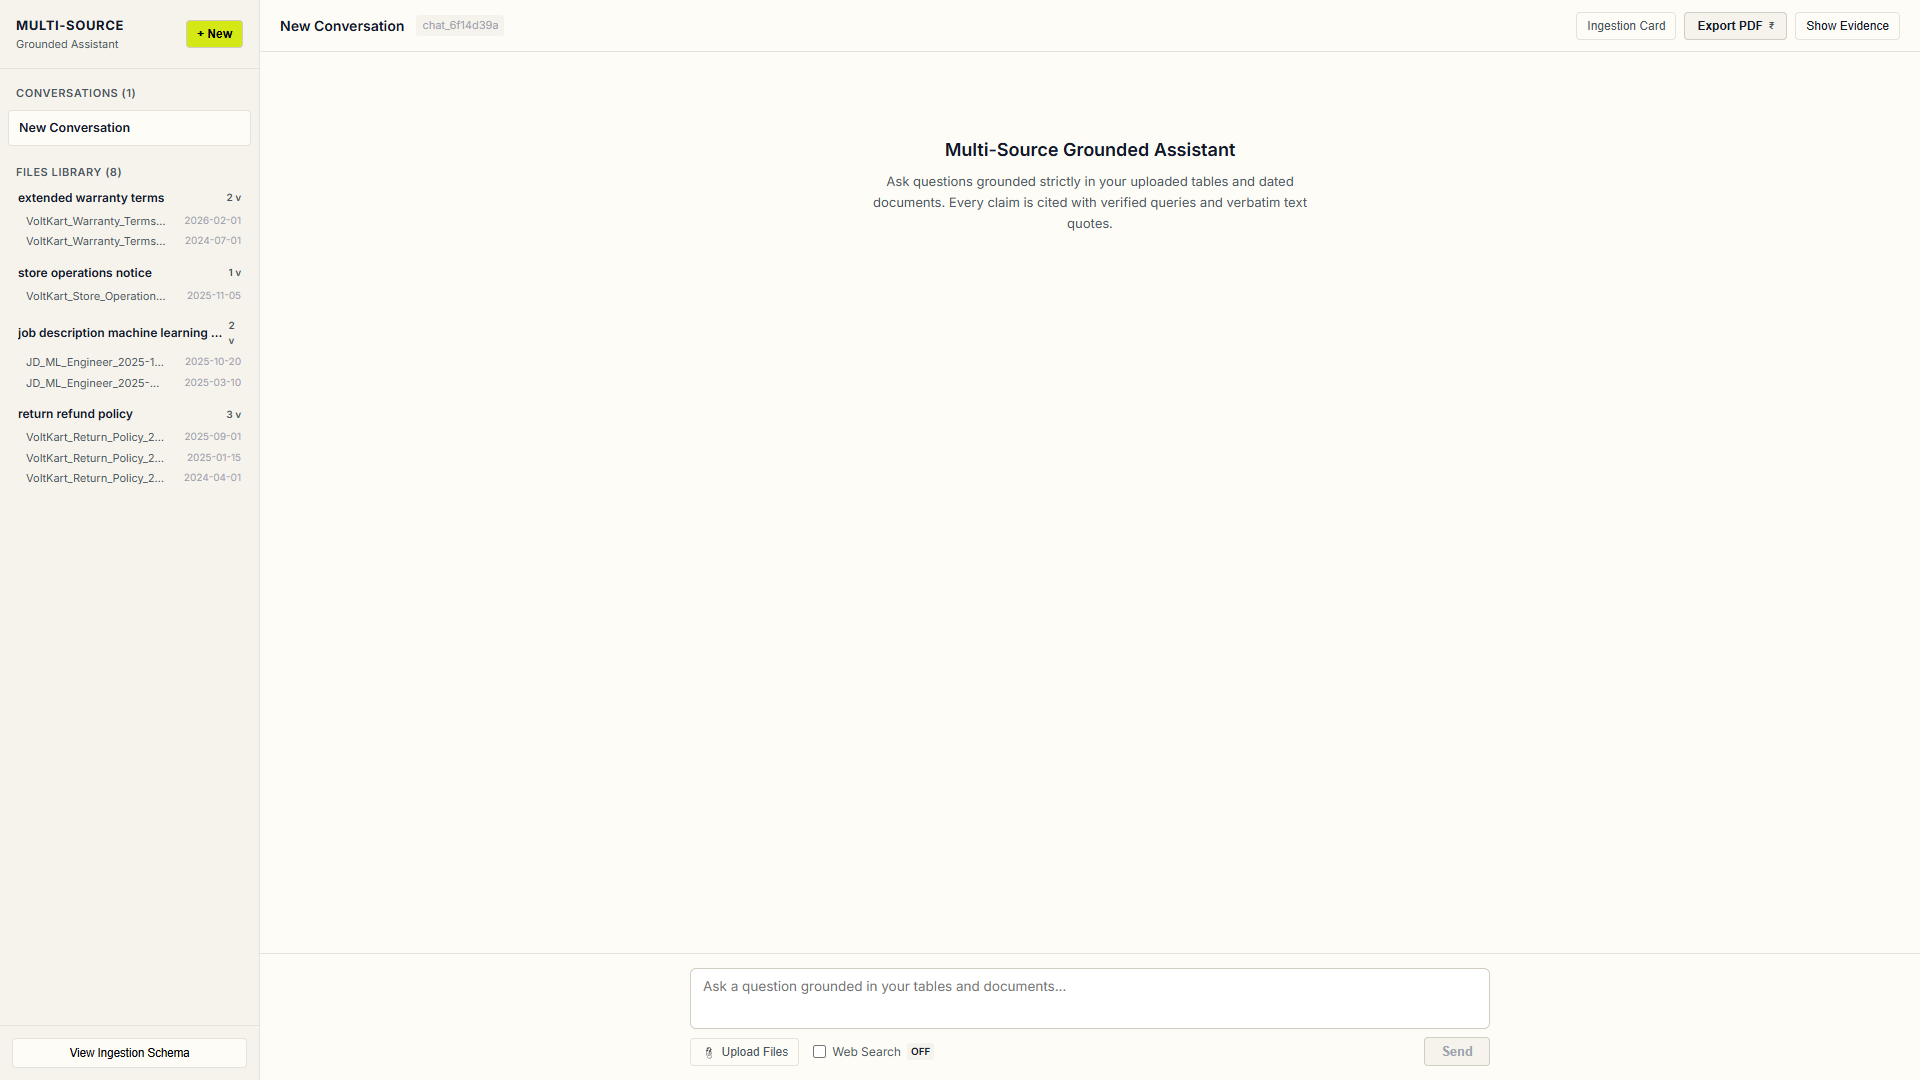 MULTI-SOURCE
Grounded Assistant
+ New
CONVERSATIONS (1)
New Conversation
FILES LIBRARY (8)
extended warranty terms 2 v
VoltKart_Warranty_Terms... 2026-02-01
VoltKart_Warranty_Terms... 2024-07-01
store operations notice 1 v
VoltKart_Store_Operation... 2025-11-05
job description machine learning ... 2 v
JD_ML_Engineer_2025-1... 2025-10-20
JD_ML_Engineer_2025-... 2025-03-10
return refund policy 3 v
VoltKart_Return_Policy_2... 2025-09-01
VoltKart_Return_Policy_2... 2025-01-15
VoltKart_Return_Policy_2... 2024-04-01
View Ingestion Schema
New Conversation chat_6f14d39a
Ingestion Card Export PDF ₹ Show Evidence
Multi-Source Grounded Assistant
Ask questions grounded strictly in your uploaded tables and dated
documents. Every claim is cited with verified queries and verbatim text
quotes.
Ask a question grounded in your tables and documents...
Upload Files Web Search OFF Send